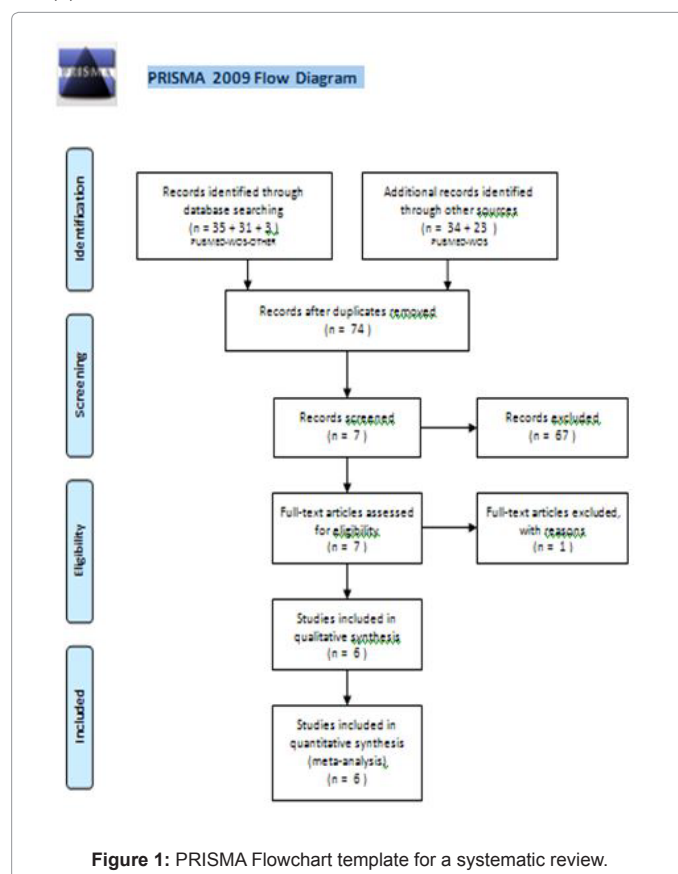 PRISMA
PRISMA 2009 Flow Diagram
Identification
Records identified through
database searching
(n = 35 + 31 + 3 )
PUBMED-WOS-OTHER
Additional records identified
through other sources
(n = 34 + 23 )
PUBMED-WOS
Records after duplicates removed
(n = 74 )
Screening
Records screened
(n = 7 )
Records excluded
(n = 67 )
Eligibility
Full-text articles assessed
for eligibility
(n = 7 )
Full-text articles excluded,
with reasons
(n = 1 )
Studies included in
qualitative synthesis
(n = 6 )
Included
Studies included in
quantitative synthesis
(meta-analysis)
(n = 6 )
Figure 1: PRISMA Flowchart template for a systematic review.